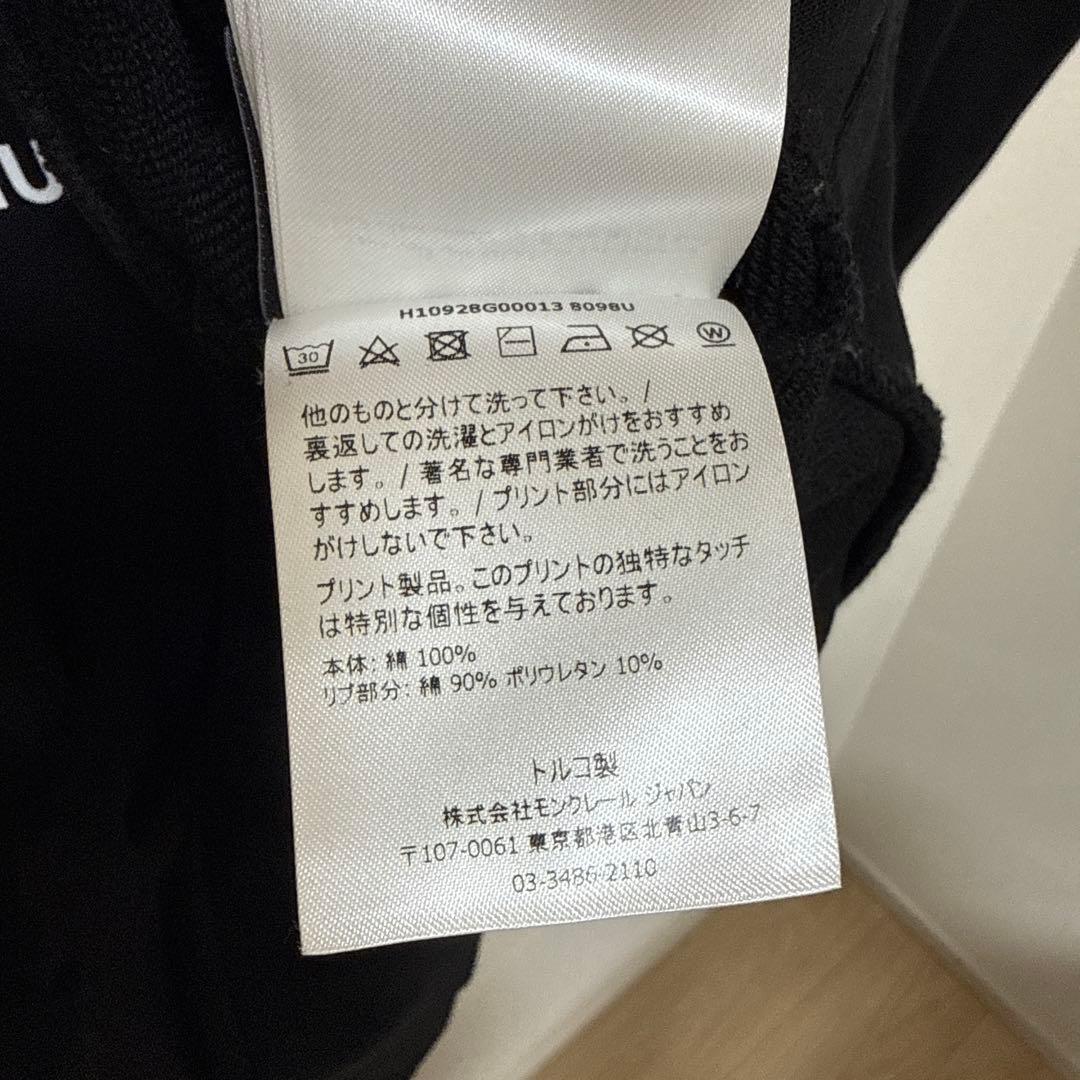 H10928G00013 8098U
30
W
他のものと分けて洗って下さい。/
裏返しての洗濯とアイロンがけをおすすめ
します。/ 著名な専門業者で洗うことをお
すすめします。/ プリント部分にはアイロン
がけしないで下さい。
プリント製品。このプリントの独特なタッチ
は特別な個性を与えております。
本体: 綿 100%
リブ部分: 綿 90% ポリウレタン 10%
トルコ製
株式会社モンクレール ジャパン
〒107-0061 東京都港区北青山3-6-7
03-3486-2110